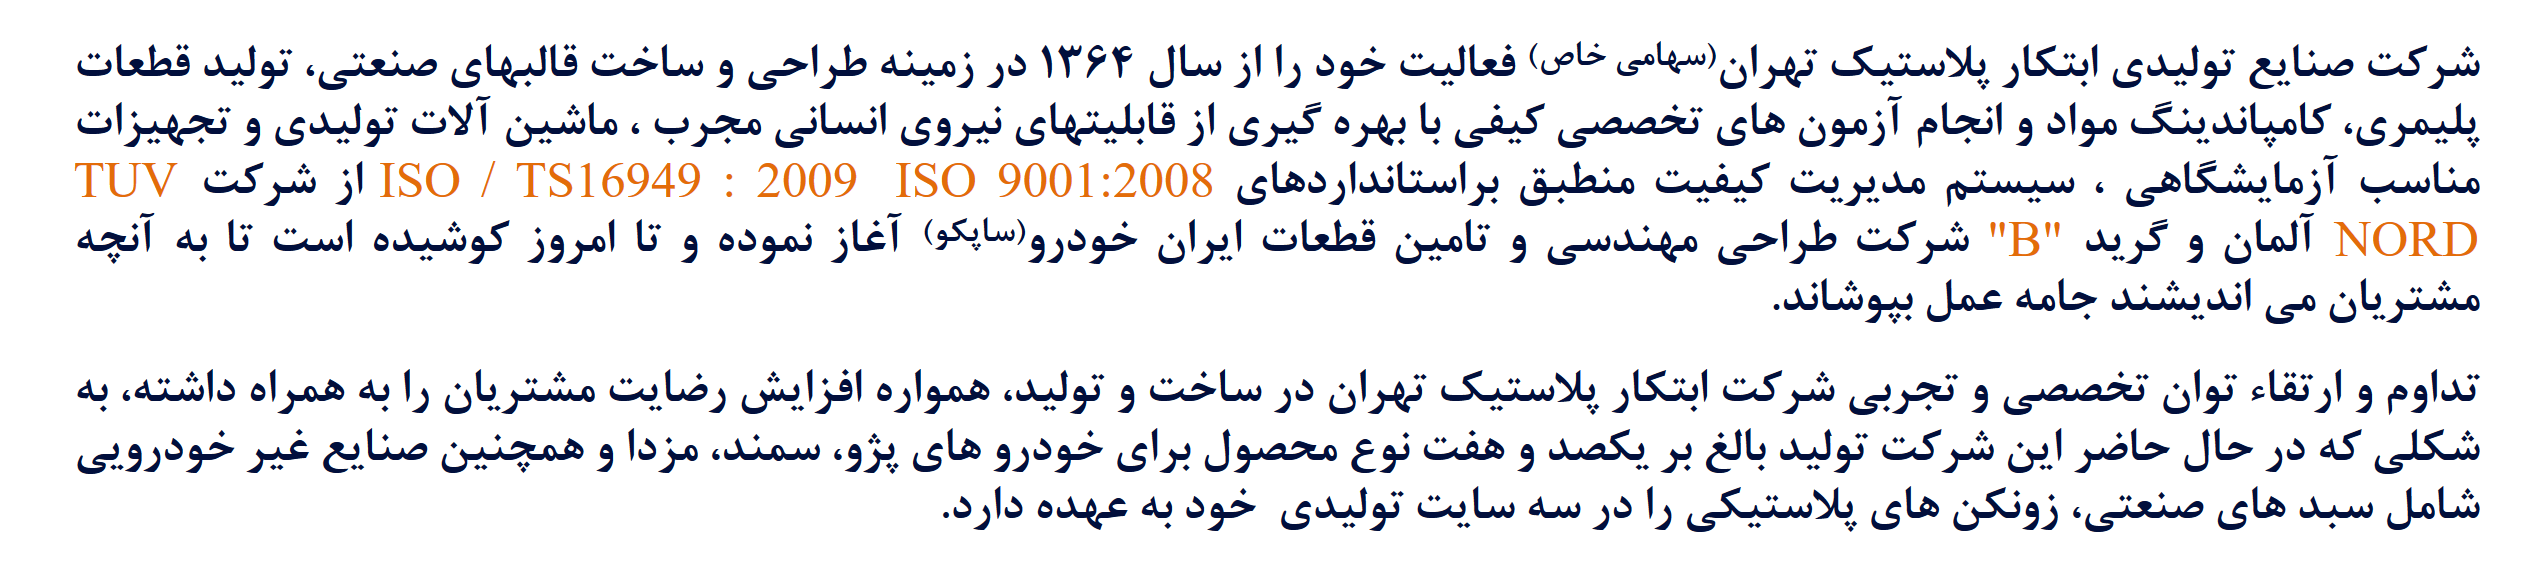 شرکت صنایع تولیدی ابتکار پلاستیک تهران(سهامی خاص) فعالیت خود را از سال ۱۳۶۴ در زمینه طراحی و ساخت قالبهای صنعتی، تولید قطعات
پلیمری، کامپاندینگ مواد و انجام آزمون های تخصصی کیفی با بهره گیری از قابلیتهای نیروی انسانی مجرب ، ماشین آلات تولیدی و تجهیزات
مناسب آزمایشگاهی ، سیستم مدیریت کیفیت منطبق براستانداردهای ISO / TS16949 : 2009  ISO 9001:2008 از شرکت TUV
NORD آلمان و گرید "B" شرکت طراحی مهندسی و تامین قطعات ایران خودرو(ساپکو) آغاز نموده و تا امروز کوشیده است تا به آنچه
مشتریان می اندیشند جامه عمل بپوشاند.
تداوم و ارتقاء توان تخصصی و تجربی شرکت ابتکار پلاستیک تهران در ساخت و تولید، همواره افزایش رضایت مشتریان را به همراه داشته، به
شکلی که در حال حاضر این شرکت تولید بالغ بر یکصد و هفت نوع محصول برای خودرو های پژو، سمند، مزدا و همچنین صنایع غیر خودرویی
شامل سبد های صنعتی، زونکن های پلاستیکی را در سه سایت تولیدی  خود به عهده دارد.